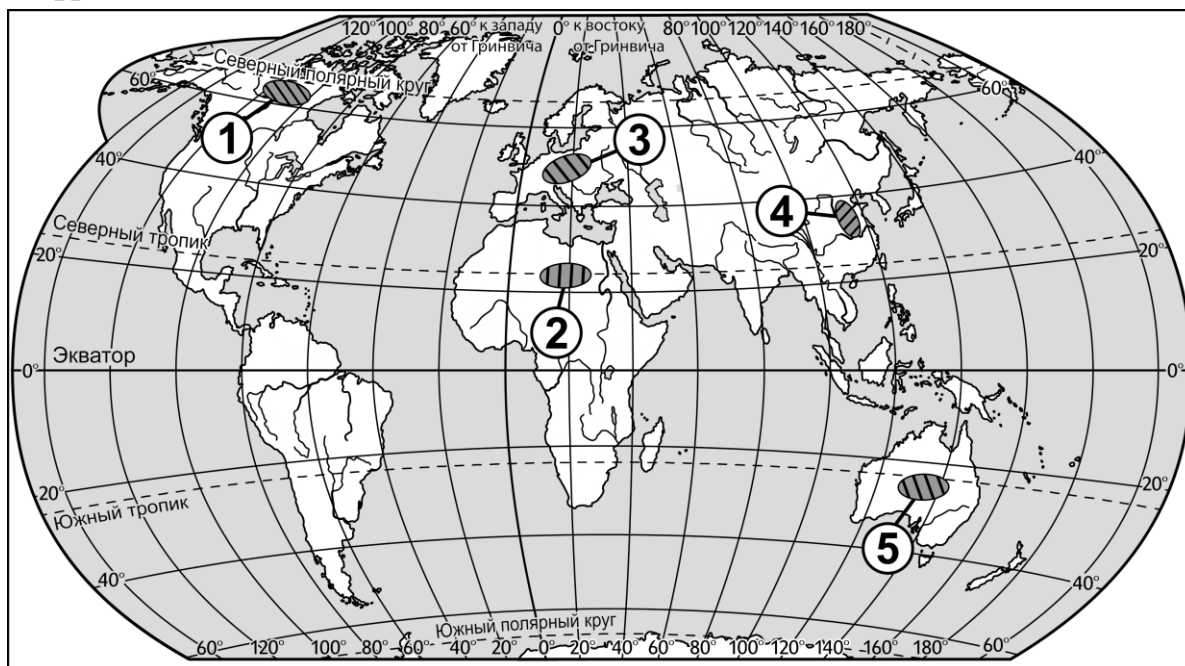 120°100° 80° 60° к западу 0° к востоку 80°100°120°140°160°180°
от Гринвича от Гринвича
Северный полярный круг
60° 60°
1
3
40° 40°
4
Северный тропик
20° 20°
2
Экватор
0° 0°
20° 20°
Южный тропик
5
40° 40°
Южный полярный круг
60° 120° 100° 80° 60° 40° 20° 0° 20° 40° 60° 80° 100° 120° 140° 160° 180° 60°